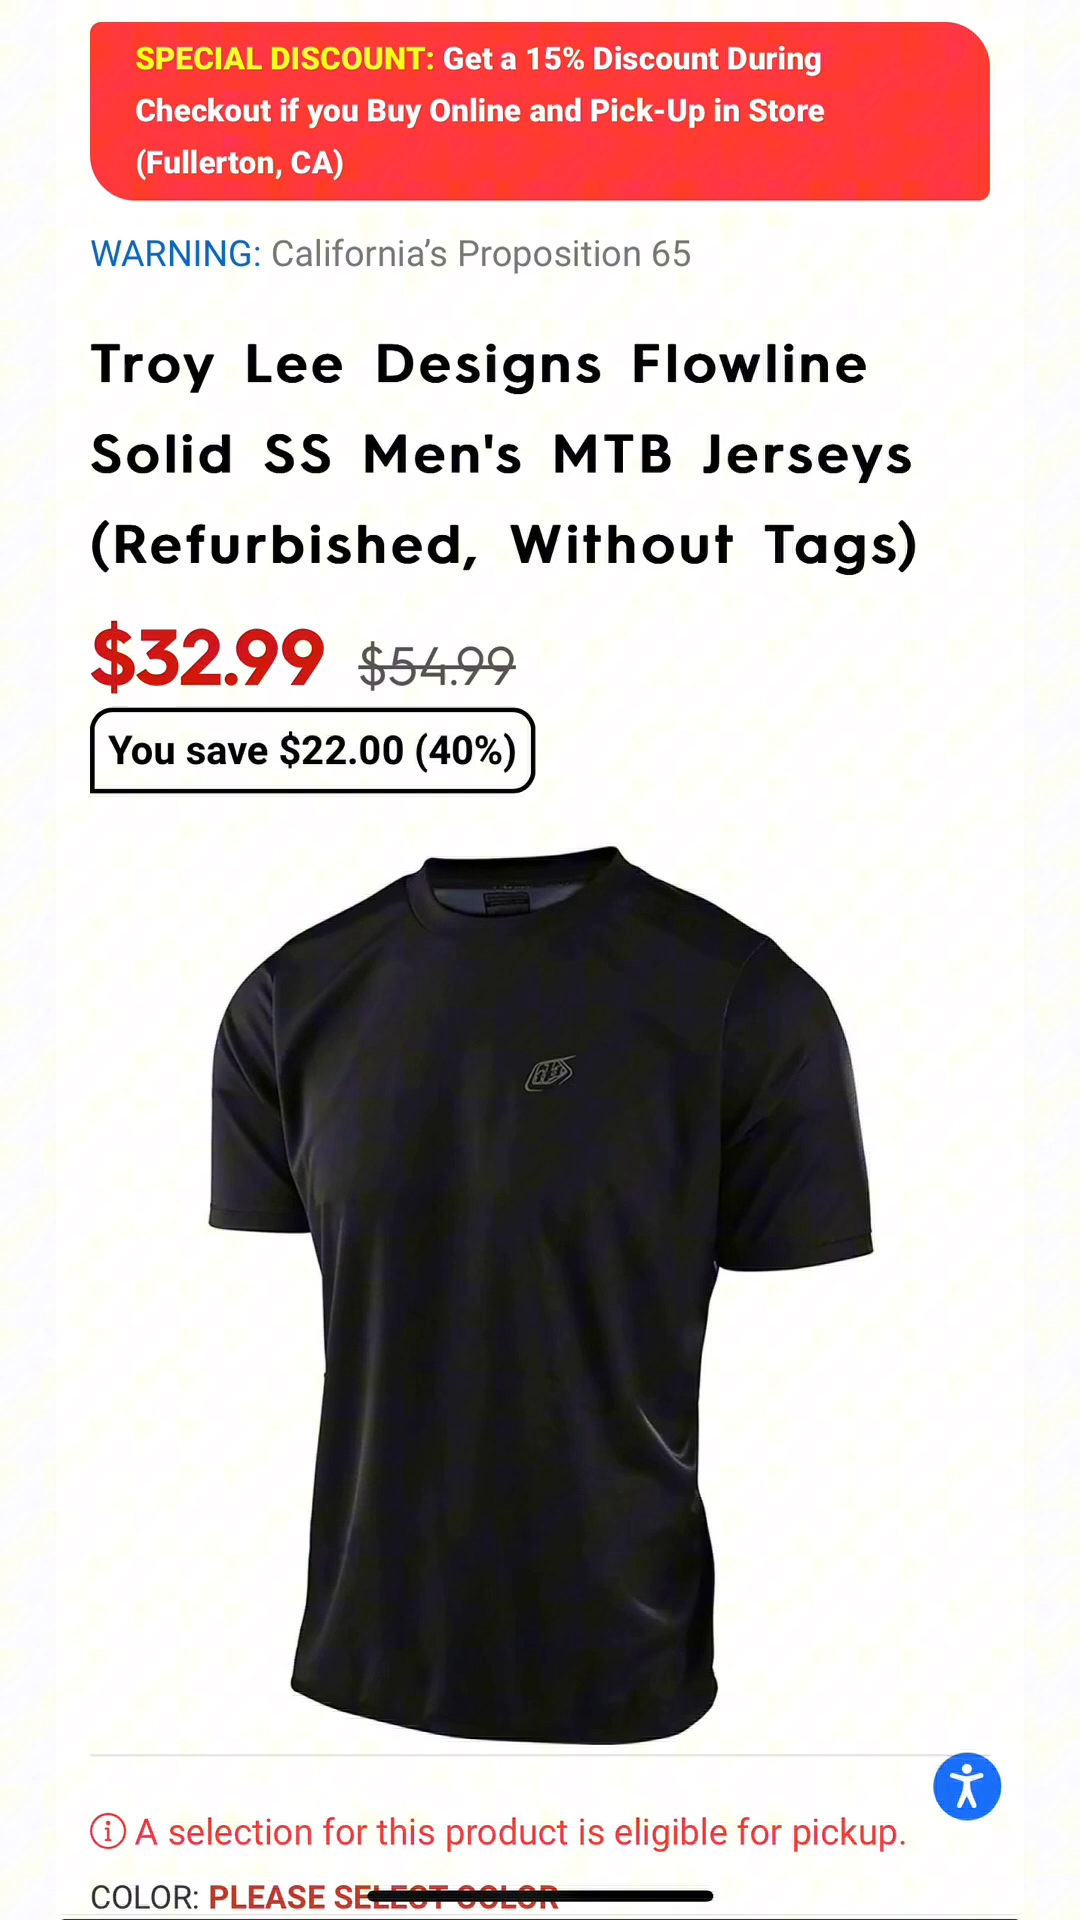 SPECIAL DISCOUNT: Get a 15% Discount During
Checkout if you Buy Online and Pick-Up in Store
(Fullerton, CA)
WARNING: California’s Proposition 65
Troy Lee Designs Flowline
Solid SS Men's MTB Jerseys
(Refurbished, Without Tags)
$32.99 $54.99
You save $22.00 (40%)
A selection for this product is eligible for pickup.
COLOR: PLEASE SELECT COLOR